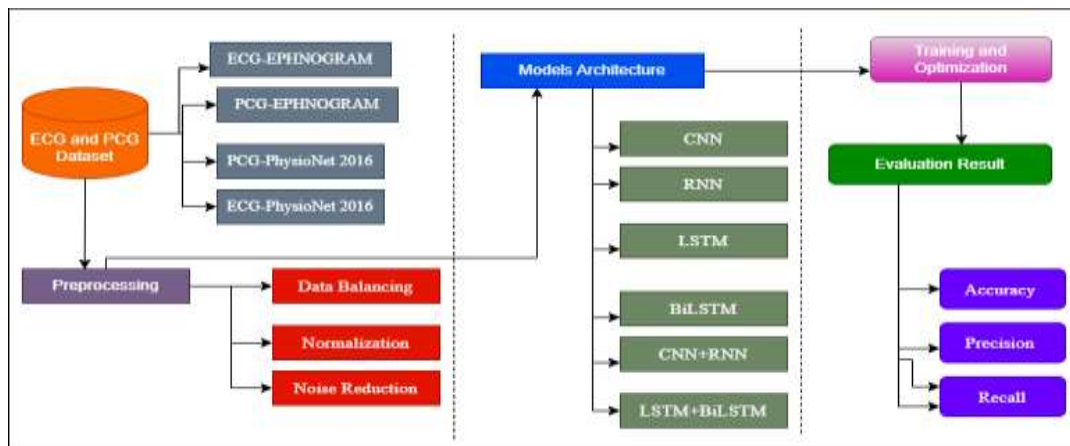 ECG and PCG
Dataset
ECG-EPHNOGRAM
PCG-EPHNOGRAM
PCG-PhysioNet 2016
ECG-PhysioNet 2016
Preprocessing
Data Balancing
Normalization
Noise Reduction
Models Architecture
CNN
RNN
LSTM
BiLSTM
CNN+RNN
LSTM+BiLSTM
Training and
Optimization
Evaluation Result
Accuracy
Precision
Recall